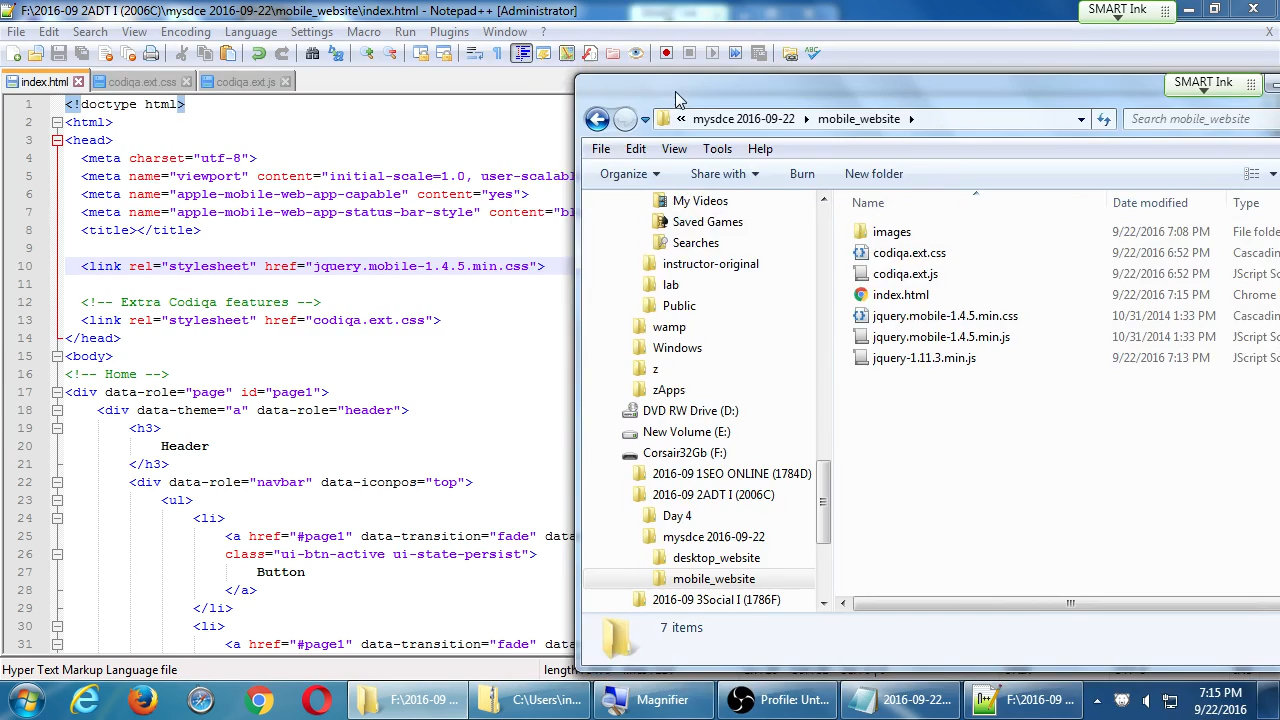 F:\2016-09 2ADT I (2006C)\mysdce 2016-09-22\mobile_website\index.html - Notepad++ [Administrator]
SMART Ink
File Edit Search View Encoding Language Settings Macro Run Plugins Window ? X
index.html codiqa.ext.css codiqa.ext.js
1 <!doctype html>
2 <html>
3 <head>
4 <meta charset="utf-8">
5 <meta name="viewport" content="initial-scale=1.0, user-scalab
6 <meta name="apple-mobile-web-app-capable" content="yes">
7 <meta name="apple-mobile-web-app-status-bar-style" content="bl
8 <title></title>
9
10 <link rel="stylesheet" href="jquery.mobile-1.4.5.min.css">
11
12 <!-- Extra Codiqa features -->
13 <link rel="stylesheet" href="codiqa.ext.css">
14 </head>
15 <body>
16 <!-- Home -->
17 <div data-role="page" id="page1">
18 <div data-theme="a" data-role="header">
19 <h3>
20 Header
21 </h3>
22 <div data-role="navbar" data-iconpos="top">
23 <ul>
24 <li>
25 <a href="#page1" data-transition="fade" data-
26 class="ui-btn-active ui-state-persist">
27 Button
28 </a>
29 </li>
30 <li>
31 <a href="#page1" data-transition="fade" data-
Hyper Text Markup Language file
SMART Ink
« mysdce 2016-09-22 mobile_website
Search mobile_website
File Edit View Tools Help
Organize Share with Burn New folder
My Videos
Saved Games
Searches
instructor-original
lab
Public
wamp
Windows
z
zApps
DVD RW Drive (D:)
New Volume (E:)
Corsair32Gb (F:)
2016-09 1SEO ONLINE (1784D)
2016-09 2ADT I (2006C)
Day 4
mysdce 2016-09-22
desktop_website
mobile_website
2016-09 3Social I (1786F)
Name Date modified Type
images 9/22/2016 7:08 PM File folde
codiqa.ext.css 9/22/2016 6:52 PM Cascadin
codiqa.ext.js 9/22/2016 6:52 PM JScript S
index.html 9/22/2016 7:15 PM Chrome
jquery.mobile-1.4.5.min.css 10/31/2014 1:33 PM Cascadin
jquery.mobile-1.4.5.min.js 10/31/2014 1:33 PM JScript S
jquery-1.11.3.min.js 9/22/2016 7:13 PM JScript S
7 items
F:\2016-09 ... C:\Users\in... Magnifier Profile: Unt... 2016-09-22... F:\2016-09 ...
7:15 PM
9/22/2016